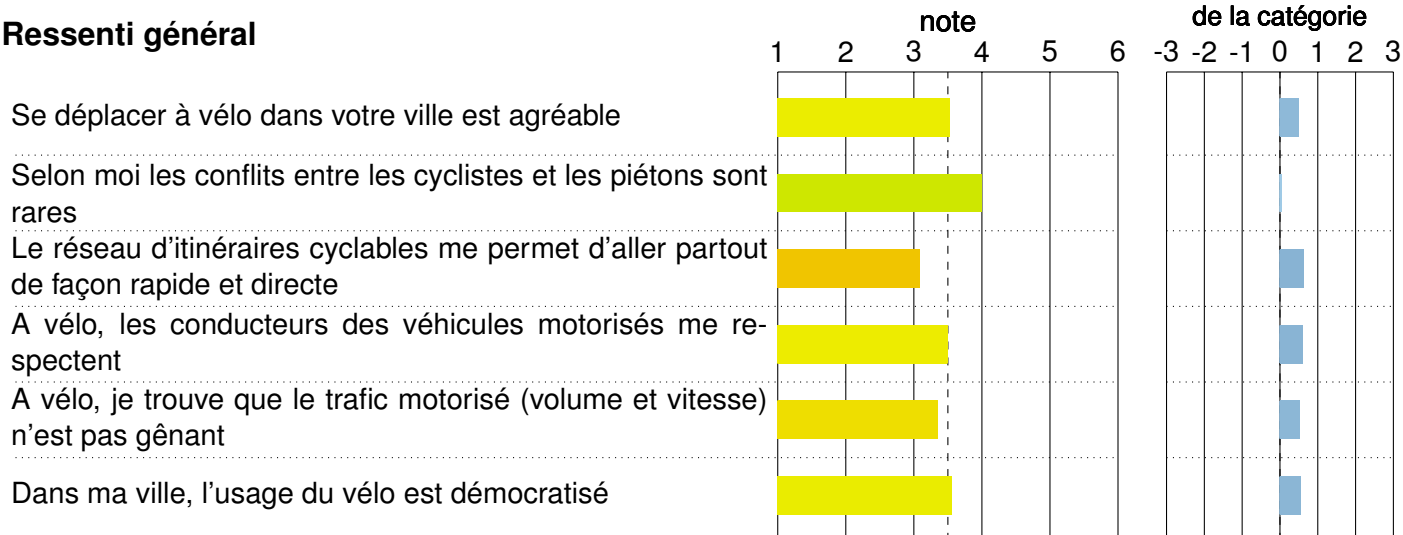 Ressenti général
note
de la catégorie
1 2 3 4 5 6
-3 -2 -1 0 1 2 3
Se déplacer à vélo dans votre ville est agréable
Selon moi les conflits entre les cyclistes et les piétons sont
rares
Le réseau d'itinéraires cyclables me permet d'aller partout
de façon rapide et directe
A vélo, les conducteurs des véhicules motorisés me re-
spectent
A vélo, je trouve que le trafic motorisé (volume et vitesse)
n'est pas gênant
Dans ma ville, l'usage du vélo est démocratisé